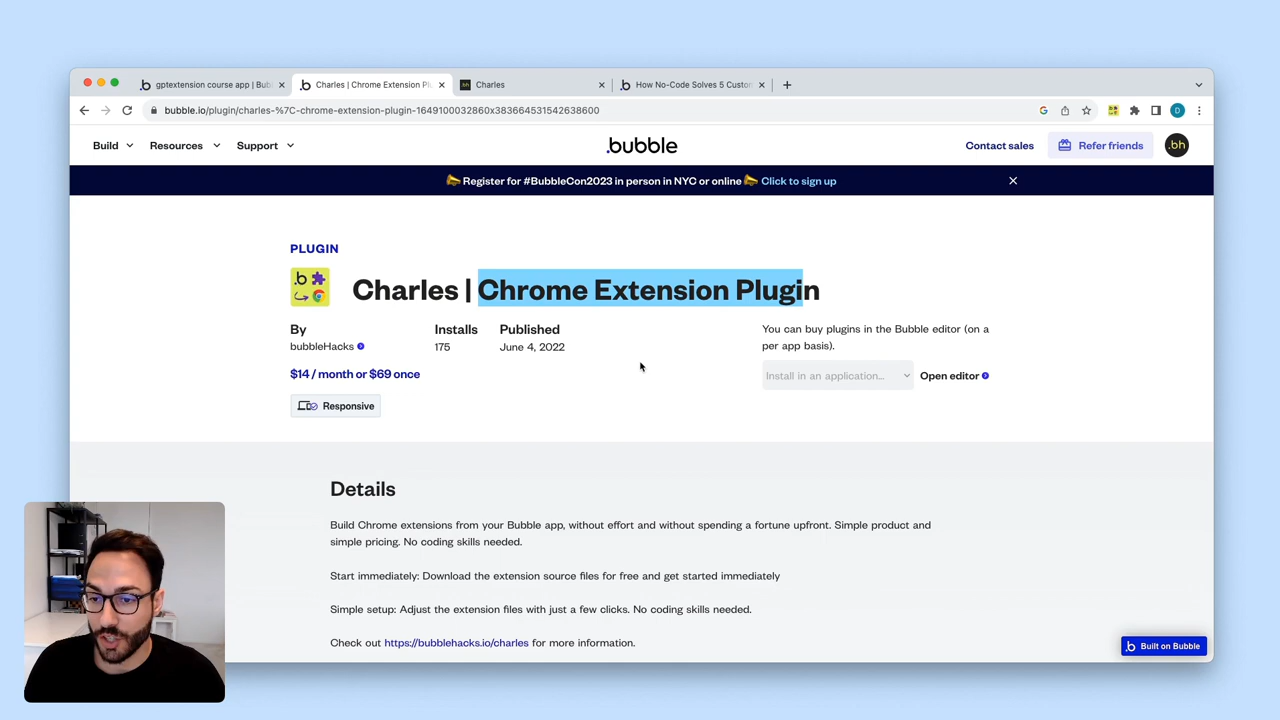 gptextension course app | Bub
Charles | Chrome Extension Plu
Charles
How No-Code Solves 5 Custom
bubble.io/plugin/charles-%7C-chrome-extension-plugin-1649100032860x383664531542638600
Build
Resources
Support
.bubble
Contact sales
Refer friends
.bh
Register for #BubbleCon2023 in person in NYC or online Click to sign up
PLUGIN
.b
Charles | Chrome Extension Plugin
By
Installs
Published
bubbleHacks
175
June 4, 2022
$14 / month or $69 once
Responsive
You can buy plugins in the Bubble editor (on a
per app basis).
Install in an application...
Open editor
Details
Build Chrome extensions from your Bubble app, without effort and without spending a fortune upfront. Simple product and
simple pricing. No coding skills needed.
Start immediately: Download the extension source files for free and get started immediately
Simple setup: Adjust the extension files with just a few clicks. No coding skills needed.
Check out https://bubblehacks.io/charles for more information.
Built on Bubble